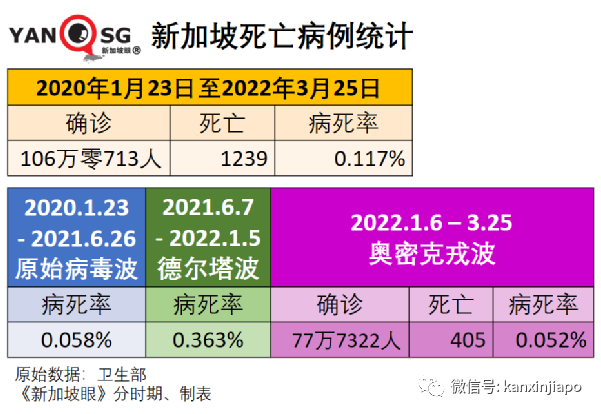 YAN SG
新加坡眼®
新加坡死亡病例统计
2020年1月23日至2022年3月25日
确诊 死亡 病死率
106万零713人 1239 0.117%
2020.1.23
- 2021.6.26
原始病毒波
2021.6.7
- 2022.1.5
德尔塔波
2022.1.6 – 3.25
奥密克戎波
病死率 病死率 确诊 死亡 病死率
0.058% 0.363% 77万7322人 405 0.052%
原始数据：卫生部
《新加坡眼》分时期、制表
微信号: kanxinjiapo